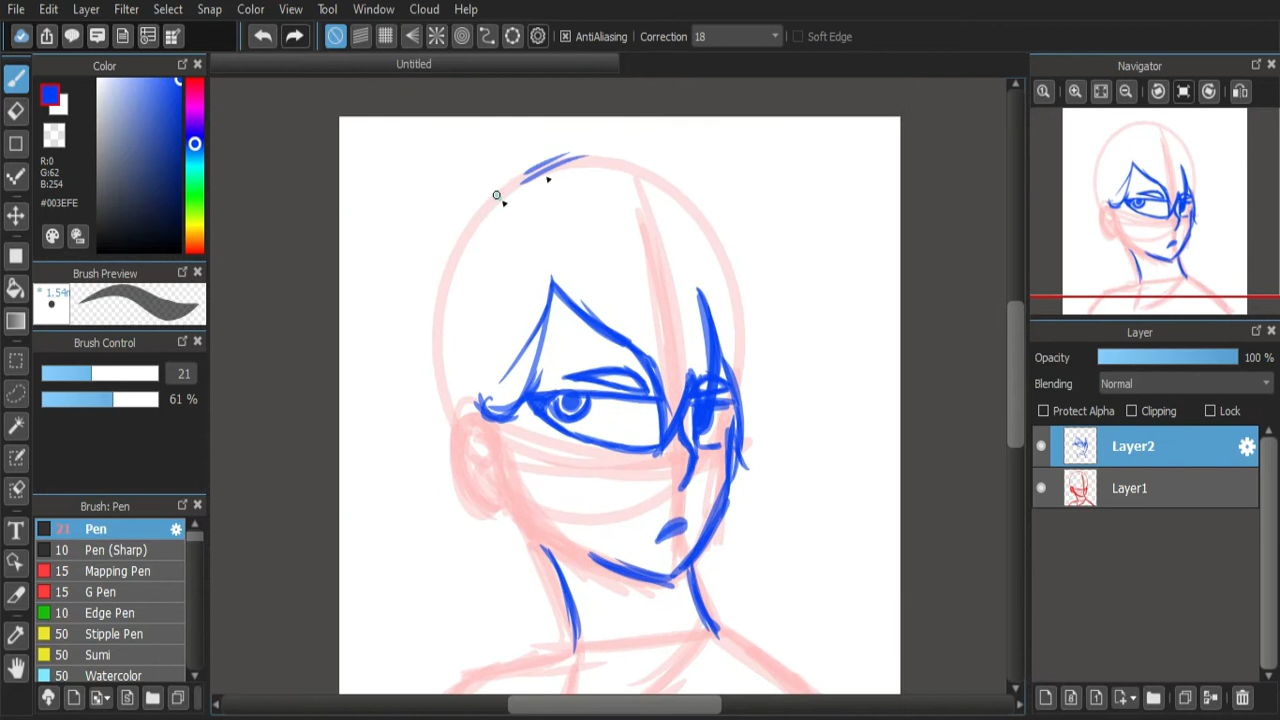 File Edit Layer Filter Select Snap Color View Tool Window Cloud Help
AntiAliasing Correction 18 Soft Edge
Color
Untitled
Navigator
R:0
G:62
B:254
#003EFE
Brush Preview
Brush Control
21
61 %
Brush: Pen
21 Pen
10 Pen (Sharp)
15 Mapping Pen
15 G Pen
10 Edge Pen
50 Stipple Pen
50 Sumi
50 Watercolor
Layer
Opacity 100 %
Blending Normal
Protect Alpha Clipping Lock
Layer2
Layer1